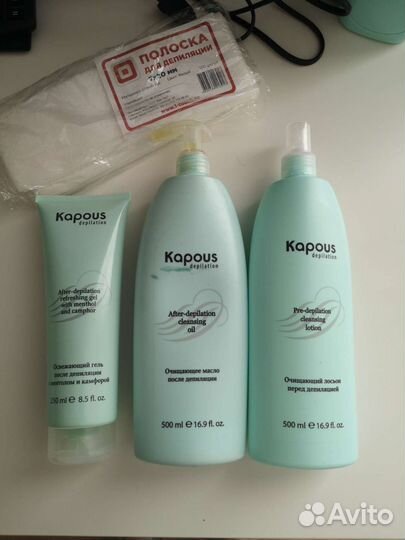 ПОЛОСКА
ДЛЯ ДЕПИЛЯЦИИ
Kapous
depilation
After-depilation
refreshing gel
with menthol
and camphor
Освежающий гель
после депиляции
с ментолом и камфорой
250 ml e 8.5 fl. oz.
Kapous
depilation
After-depilation
cleansing
oil
Очищающее масло
после депиляции
500 ml e 16.9 fl. oz.
Kapous
depilation
Pre-depilation
cleansing
lotion
Очищающий лосьон
перед депиляцией
500 ml e 16.9 fl. oz.
Avito